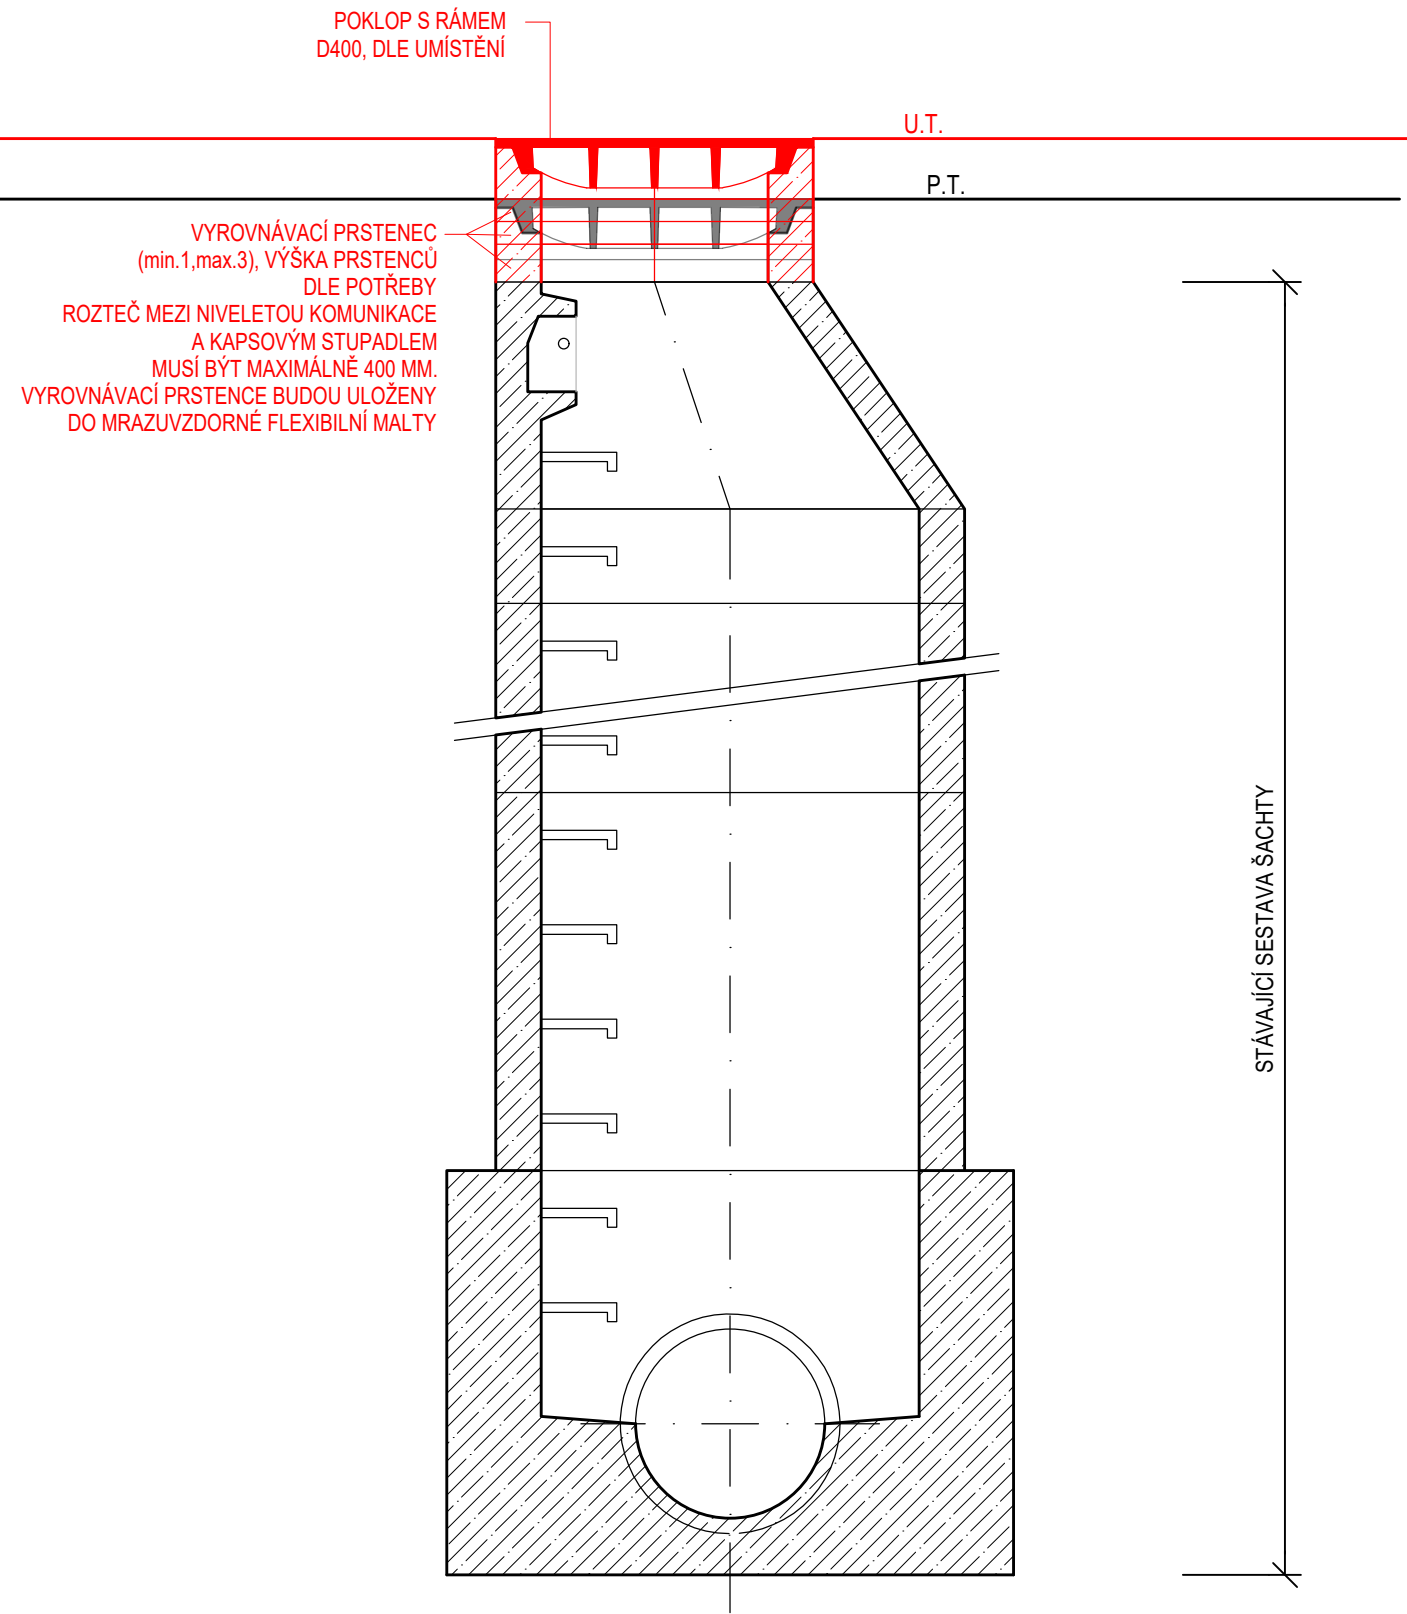 POKLOP S RÁMEM
D400, DLE UMÍSTĚNÍ
U.T.
P.T.
VYROVNÁVACÍ PRSTENEC
(min.1,max.3), VÝŠKA PRSTENCŮ
DLE POTŘEBY
ROZTEČ MEZI NIVELETOU KOMUNIKACE
A KAPSOVÝM STUPADLEM
MUSÍ BÝT MAXIMÁLNĚ 400 MM.
VYROVNÁVACÍ PRSTENCE BUDOU ULOŽENY
DO MRAZUVZDORNÉ FLEXIBILNÍ MALTY
STÁVAJÍCÍ SESTAVA ŠACHTY